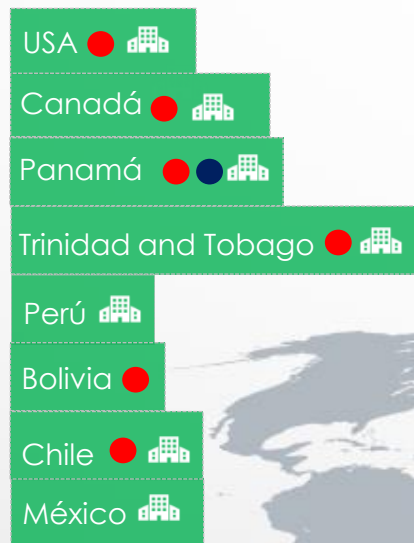 USA
Canadá
Panamá
Trinidad and Tobago
Perú
Bolivia
Chile
México